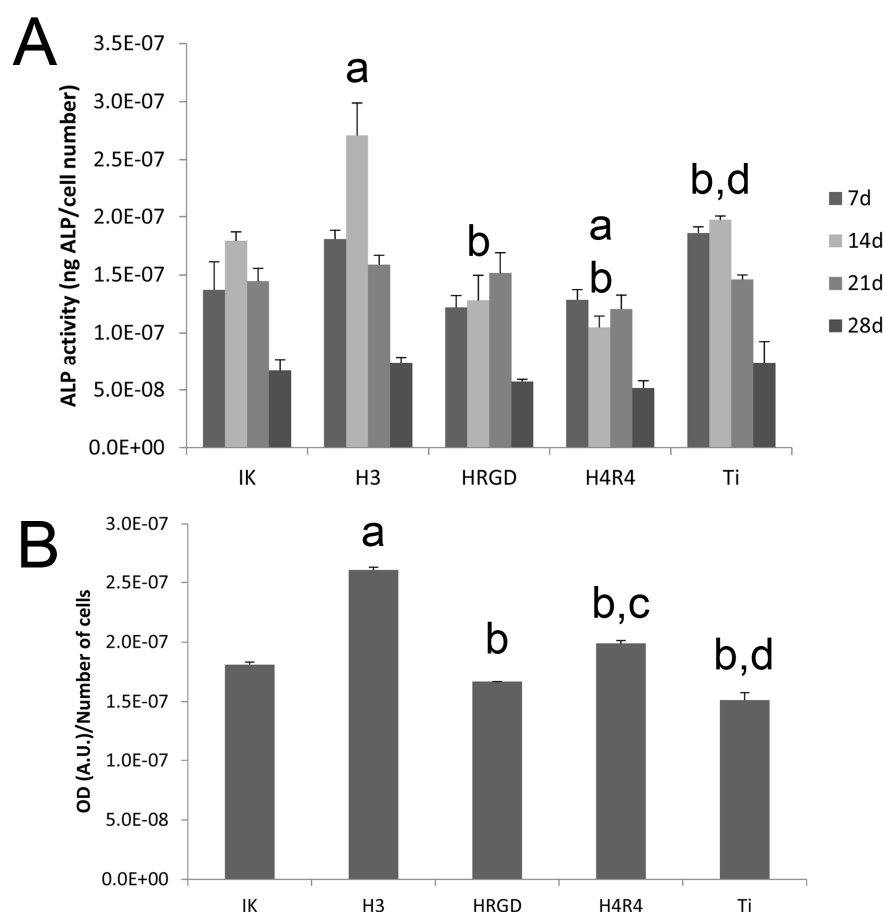 A
3.5E-07
3.0E-07
2.5E-07
2.0E-07
1.5E-07
1.0E-07
5.0E-08
0.0E+00
ALP activity (ng ALP/cell number)
a
b
a
b
b,d
IK H3 HRGD H4R4 Ti
7d
14d
21d
28d
B
3.0E-07
2.5E-07
2.0E-07
1.5E-07
1.0E-07
5.0E-08
0.0E+00
OD (A.U.)/Number of cells
a
b
b,c
b,d
IK H3 HRGD H4R4 Ti